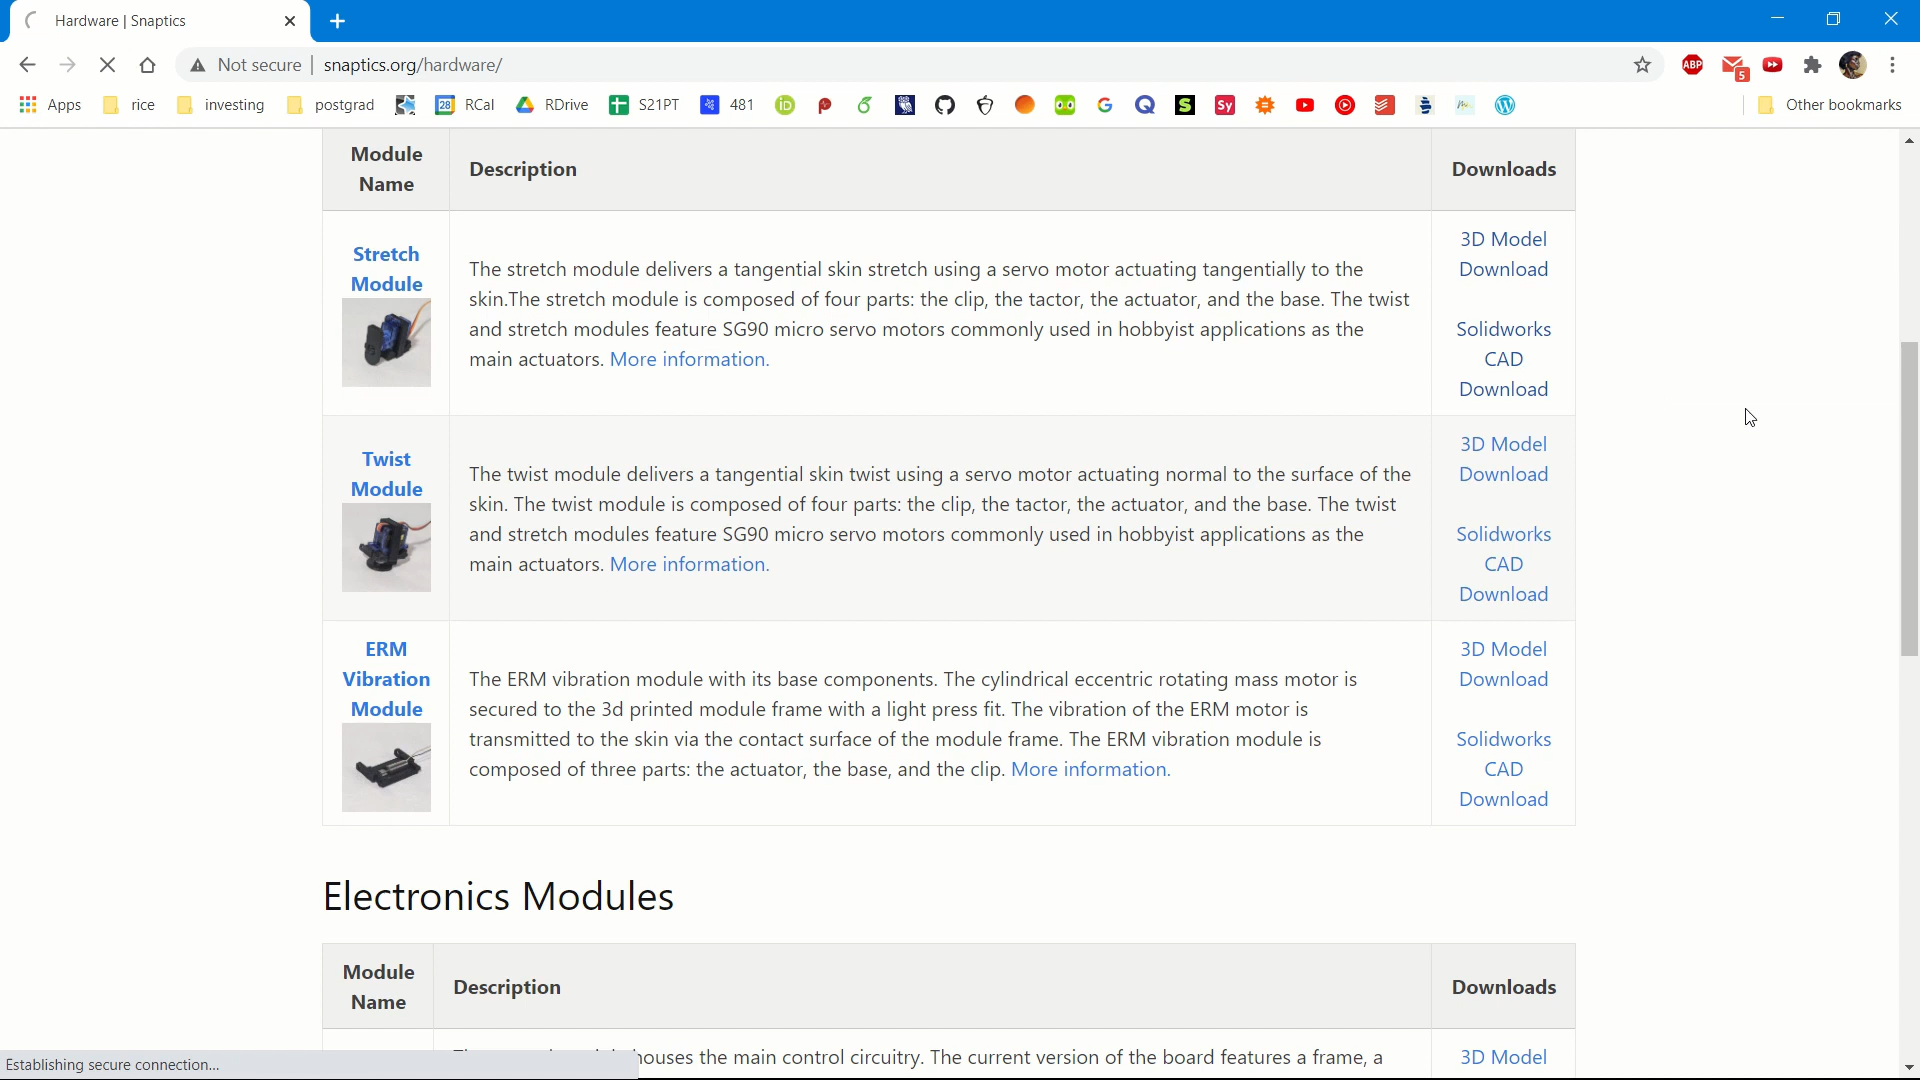 Hardware | Snaptics
Not secure | snaptics.org/hardware/
ABP
5
Apps
rice
investing
postgrad
28
RCal
RDrive
S21PT
481
iD
Sy
Other bookmarks
Module
Name
Description
Downloads
Stretch
Module
The stretch module delivers a tangential skin stretch using a servo motor actuating tangentially to the
skin.The stretch module is composed of four parts: the clip, the tactor, the actuator, and the base. The twist
and stretch modules feature SG90 micro servo motors commonly used in hobbyist applications as the
main actuators. More information.
3D Model
Download
Solidworks
CAD
Download
Twist
Module
The twist module delivers a tangential skin twist using a servo motor actuating normal to the surface of the
skin. The twist module is composed of four parts: the clip, the tactor, the actuator, and the base. The twist
and stretch modules feature SG90 micro servo motors commonly used in hobbyist applications as the
main actuators. More information.
3D Model
Download
Solidworks
CAD
Download
ERM
Vibration
Module
The ERM vibration module with its base components. The cylindrical eccentric rotating mass motor is
secured to the 3d printed module frame with a light press fit. The vibration of the ERM motor is
transmitted to the skin via the contact surface of the module frame. The ERM vibration module is
composed of three parts: the actuator, the base, and the clip. More information.
3D Model
Download
Solidworks
CAD
Download
Electronics Modules
Module
Name
Description
Downloads
houses the main control circuitry. The current version of the board features a frame, a
3D Model
Establishing secure connection...